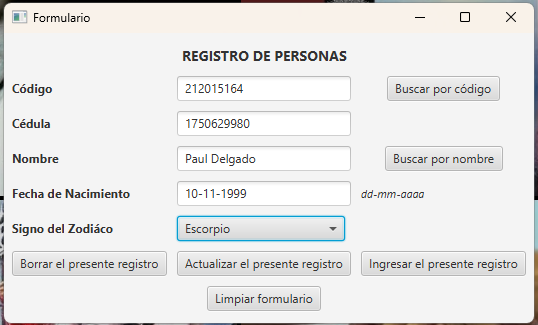 Formulario
REGISTRO DE PERSONAS
Código 212015164 Buscar por código
Cédula 1750629980
Nombre Paul Delgado Buscar por nombre
Fecha de Nacimiento 10-11-1999 dd-mm-aaaa
Signo del Zodiáco Escorpio
Borrar el presente registro Actualizar el presente registro Ingresar el presente registro
Limpiar formulario